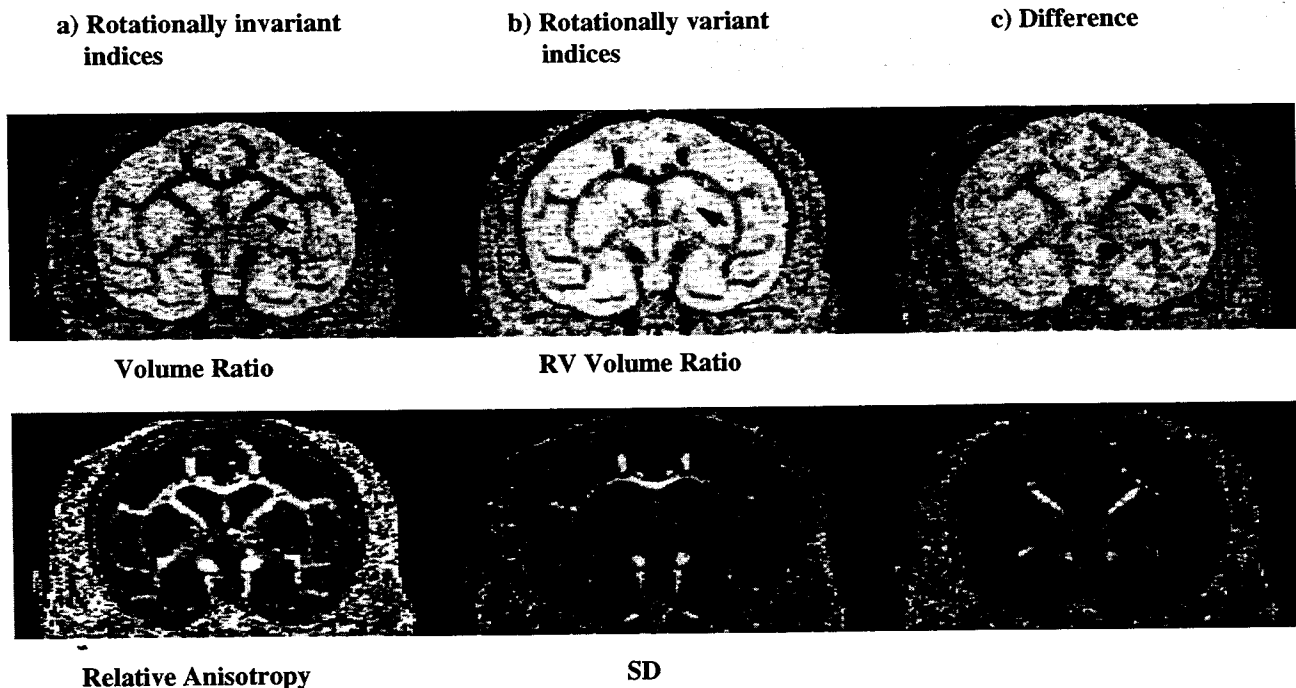 a) Rotationally invariant
indices
b) Rotationally variant
indices
c) Difference
Volume Ratio
RV Volume Ratio
Relative Anisotropy
SD